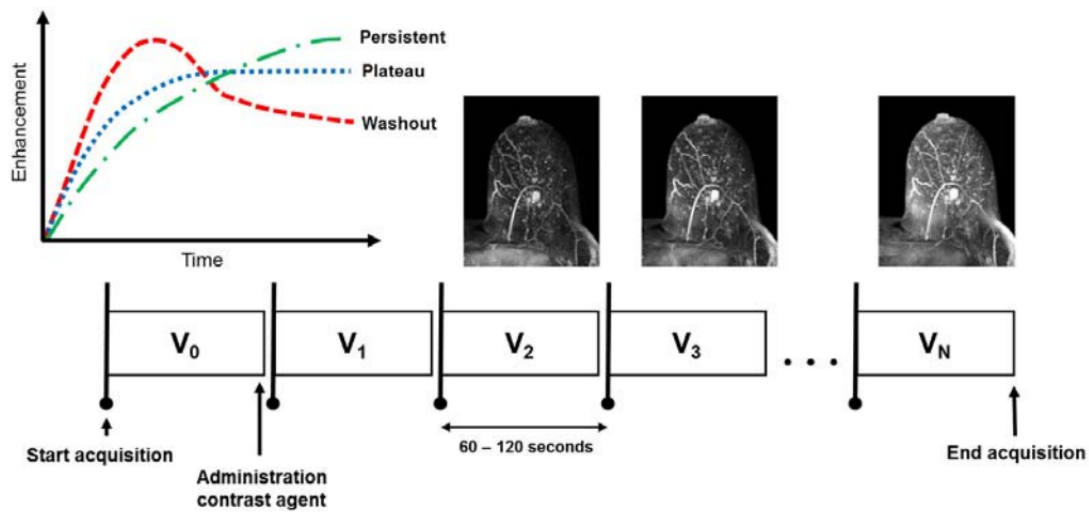 Enhancement
Persistent
Plateau
Washout
Time
V₀
V₁
V₂
V₃
V_N
60 – 120 seconds
Start acquisition
Administration
contrast agent
End acquisition